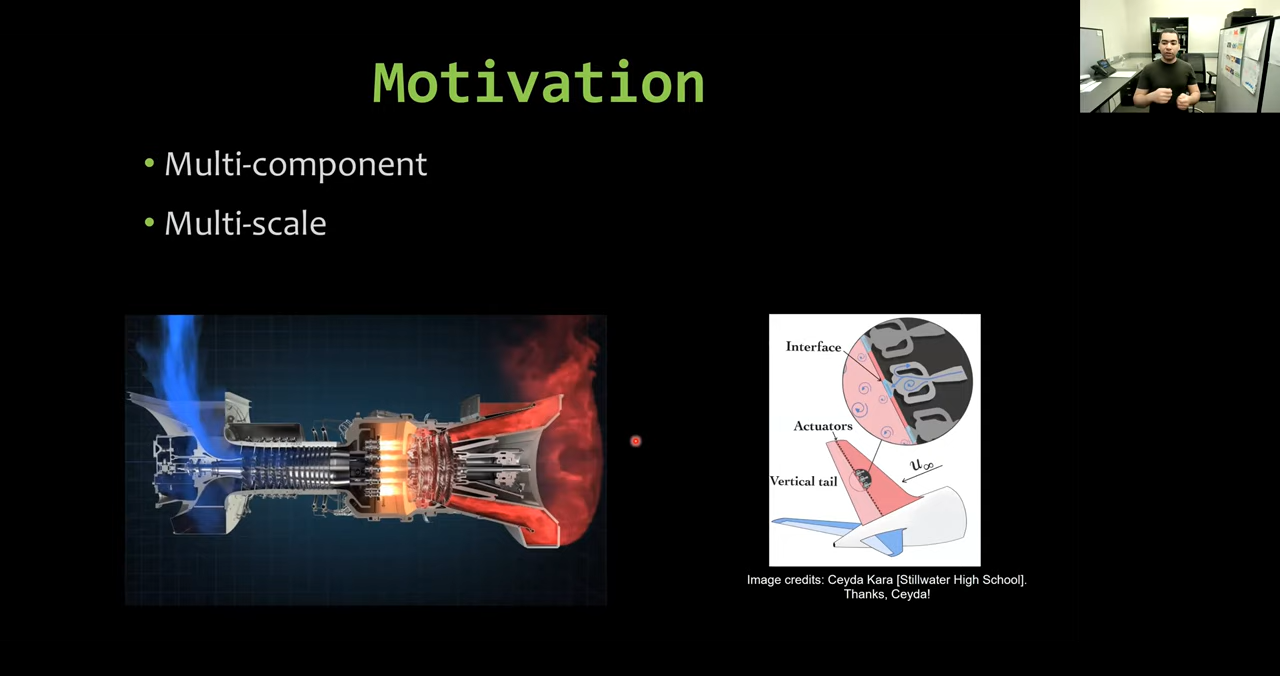 Motivation
• Multi-component
• Multi-scale
Interface
Actuators
Vertical tail
u∞
Image credits: Ceyda Kara [Stillwater High School].
Thanks, Ceyda!